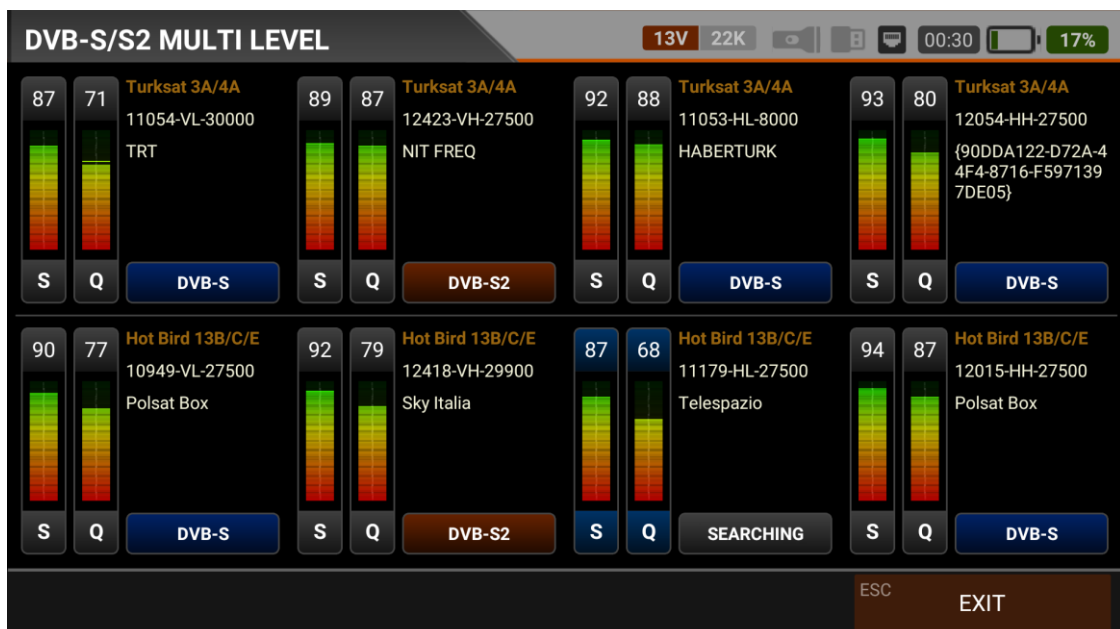 DVB-S/S2 MULTI LEVEL
13V 22K 00:30 17%
87 71 Turksat 3A/4A
11054-VL-30000
TRT
S Q DVB-S
89 87 Turksat 3A/4A
12423-VH-27500
NIT FREQ
S Q DVB-S2
92 88 Turksat 3A/4A
11053-HL-8000
HABERTURK
S Q DVB-S
93 80 Turksat 3A/4A
12054-HH-27500
{90DDA122-D72A-4
4F4-8716-F597139
7DE05}
S Q DVB-S
90 77 Hot Bird 13B/C/E
10949-VL-27500
Polsat Box
S Q DVB-S
92 79 Hot Bird 13B/C/E
12418-VH-29900
Sky Italia
S Q DVB-S2
87 68 Hot Bird 13B/C/E
11179-HL-27500
Telespazio
S Q SEARCHING
94 87 Hot Bird 13B/C/E
12015-HH-27500
Polsat Box
S Q DVB-S
ESC EXIT